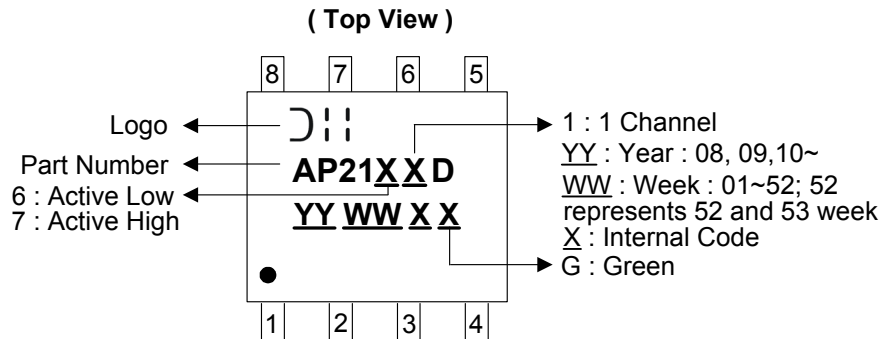 ( Top View )
8 7 6 5
Logo
Part Number
6 : Active Low
7 : Active High
AP21XXD
YY WW X X
1 : 1 Channel
YY : Year : 08, 09,10~
WW : Week : 01~52; 52
represents 52 and 53 week
X : Internal Code
G : Green
1 2 3 4